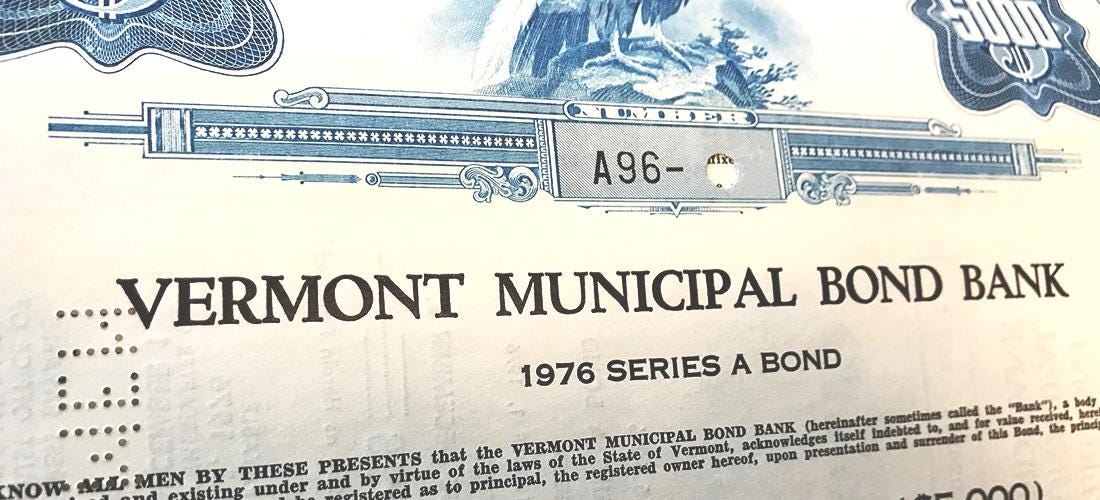 5000
$
NUMBER
A96-
VERMONT MUNICIPAL BOND BANK
1976 SERIES A BOND
KNOW ALL MEN BY THESE PRESENTS that the VERMONT MUNICIPAL BOND BANK (hereinafter sometimes called the "Bank"), a body
and existing under and by virtue of the laws of the State of Vermont, acknowledges itself indebted to, and for value received,
registered as to principal, the registered owner hereof, upon presentation and surrender of this Bond, the